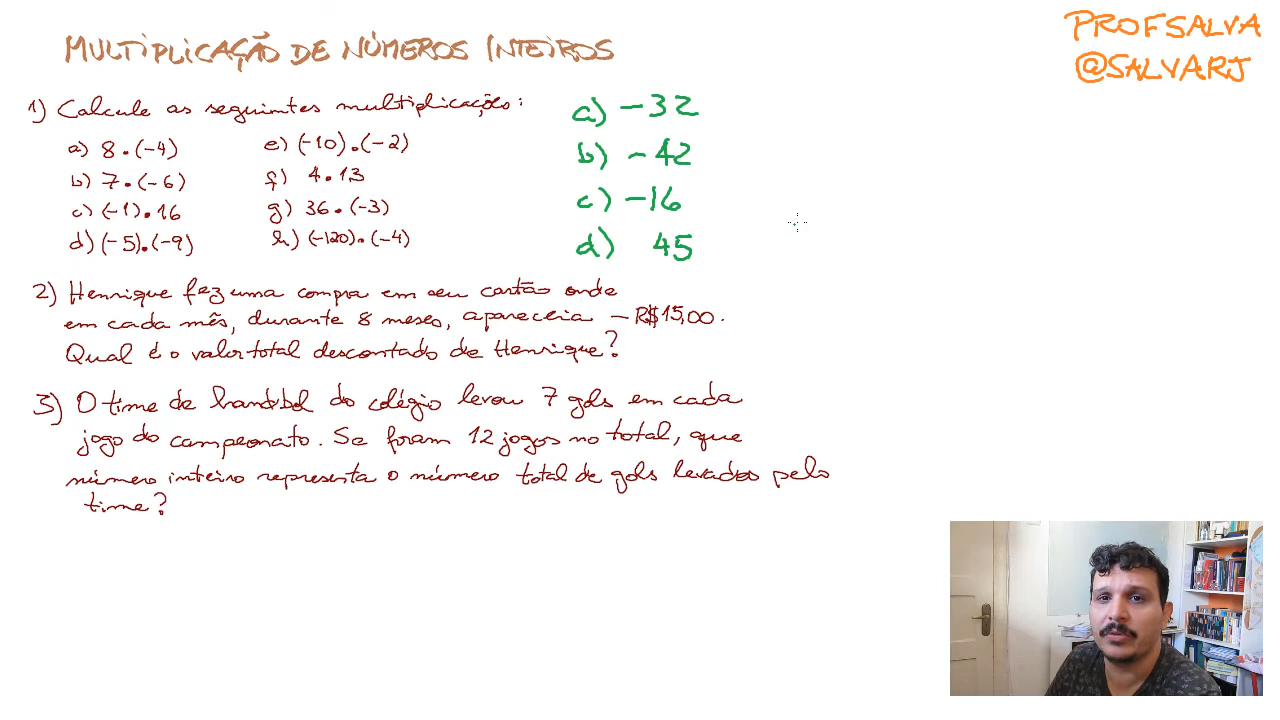 MULTIPLICAÇÃO DE NÚMEROS INTEIROS
PROFSALVA
@SALVARJ
1) Calcule as seguintes multiplicações:
a) 8 . (-4)
b) 7 . (-6)
c) (-1) . 16
d) (-5) . (-9)
e) (-10) . (-2)
f) 4 . 13
g) 36 . (-3)
h) (-120) . (-4)
a) -32
b) -42
c) -16
d) 45
2) Henrique fez uma compra em seu cartão onde
em cada mês, durante 8 meses, apareceia -R$15,00.
Qual é o valor total descontado de Henrique?
3) O time de handbol do colégio levou 7 gols em cada
jogo do campeonato. Se foram 12 jogos no total, que
número inteiro representa o número total de gols levados pelo
time?